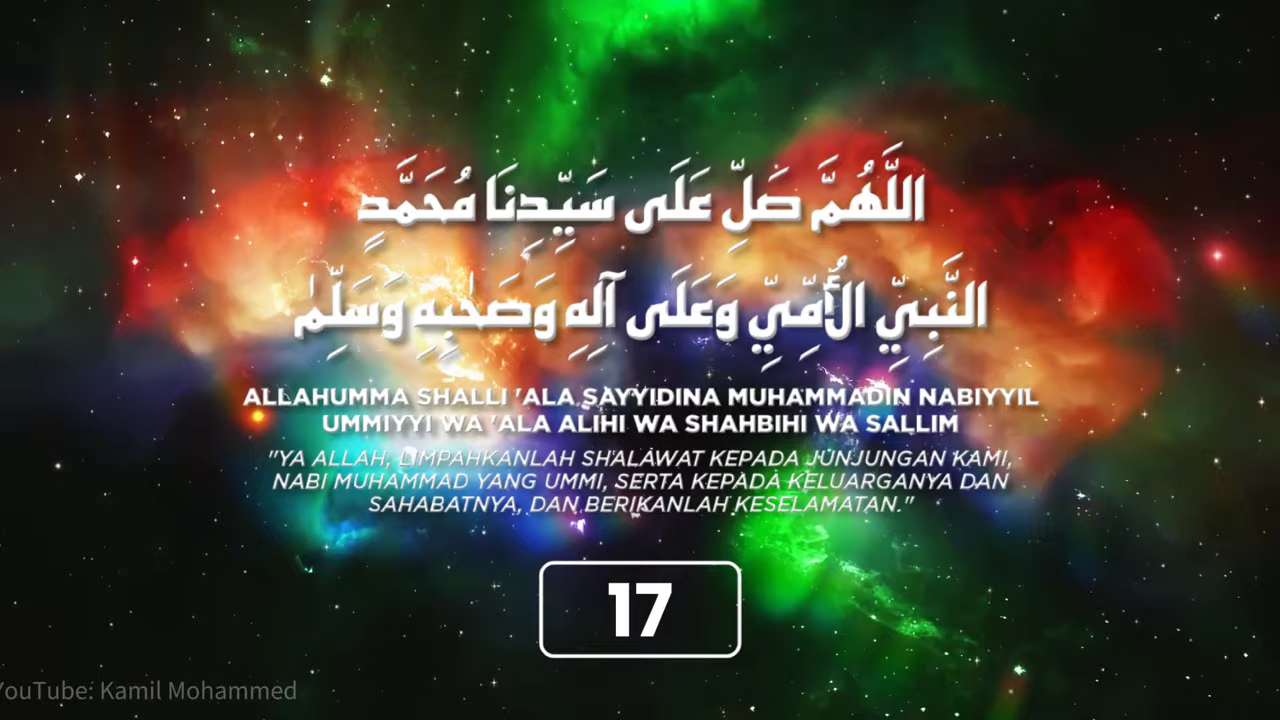 اللَّهُمَّ صَلِّ عَلَى سَيِّدِنَا مُحَمَّدٍ
النَّبِيِّ الأُمِّيِّ وَعَلَى آلِهِ وَصَحْبِهِ وَسَلِّمْ
ALLAHUMMA SHALLI 'ALA SAYYIDINA MUHAMMADIN NABIYYIL
UMMIYYI WA 'ALA ALIHI WA SHAHBIHI WA SALLIM
"YA ALLAH, LIMPAHKANLAH SHALAWAT KEPADA JUNJUNGAN KAMI,
NABI MUHAMMAD YANG UMMI, SERTA KEPADA KELUARGANYA DAN
SAHABATNYA, DAN BERIKANLAH KESELAMATAN."
17
YouTube: Kamil Mohammed